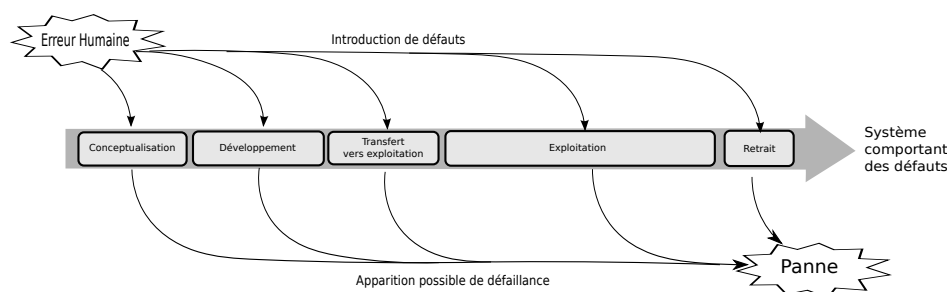 Erreur Humaine
Introduction de défauts
Conceptualisation
Développement
Transfert
vers exploitation
Exploitation
Retrait
Système
comportant
des défauts
Panne
Apparition possible de défaillance